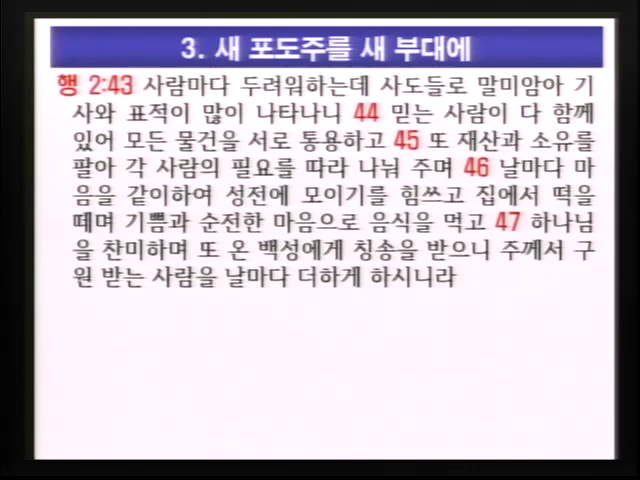 3. 새 포도주를 새 부대에
행 2:43 사람마다 두려워하는데 사도들로 말미암아 기
사와 표적이 많이 나타나니 44 믿는 사람이 다 함께
있어 모든 물건을 서로 통용하고 45 또 재산과 소유를
팔아 각 사람의 필요를 따라 나눠 주며 46 날마다 마
음을 같이하여 성전에 모이기를 힘쓰고 집에서 떡을
떼며 기쁨과 순전한 마음으로 음식을 먹고 47 하나님
을 찬미하며 또 온 백성에게 칭송을 받으니 주께서 구
원 받는 사람을 날마다 더하게 하시니라